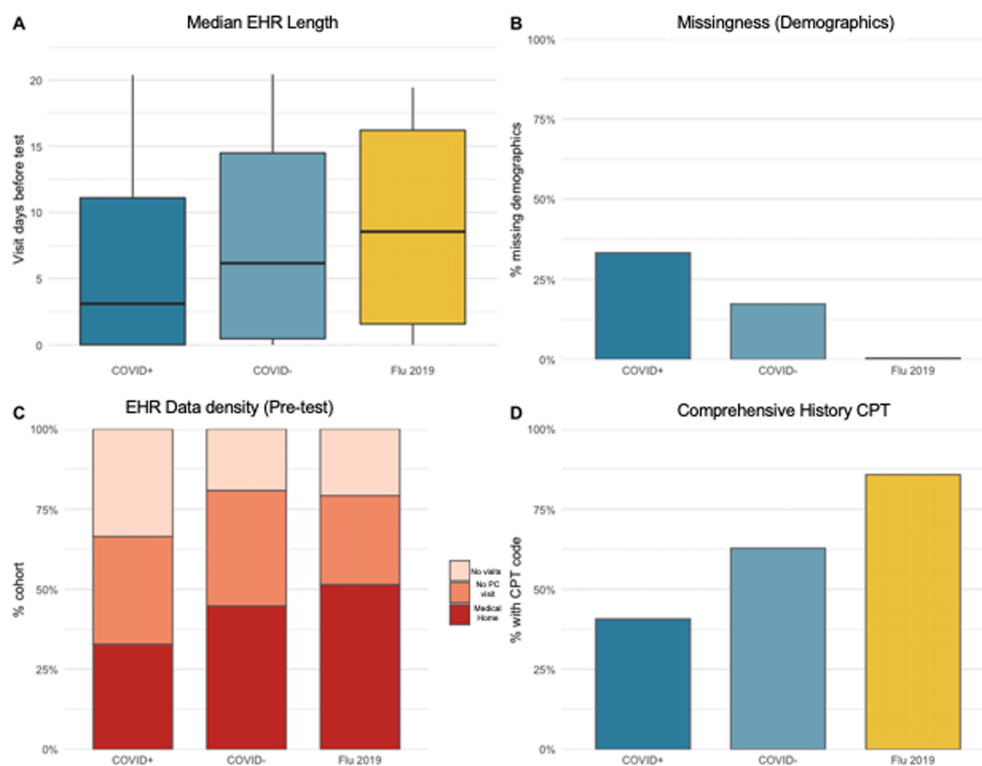 A
Median EHR Length
Visit days before test
20
15
10
5
0
COVID+
COVID-
Flu 2019
B
Missingness (Demographics)
% missing demographics
100%
75%
50%
25%
0%
COVID+
COVID-
Flu 2019
C
EHR Data density (Pre-test)
% cohort
100%
75%
50%
25%
0%
COVID+
COVID-
Flu 2019
No visits
No PC
visit
Medical
Home
D
Comprehensive History CPT
% with CPT code
100%
75%
50%
25%
0%
COVID+
COVID-
Flu 2019